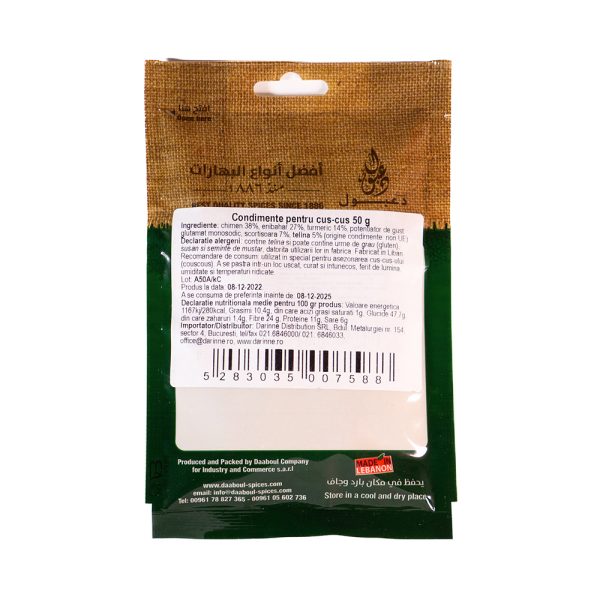 افتح هنا
Open here
أفضل أنواع البهارات
منذ ١٨٨٦
دعبول
BEST QUALITY SPICES SINCE 1886
Condimente pentru cus-cus 50 g
Ingrediente: chimen 38%, enibahar 27%, turmeric 14%, potentiator de gust
glutamat monosodic, scortisoara 7%, telina 5% (origine condimente: non UE)
Declaratie alergeni: contine telina si poate contine urme de grau (gluten),
susan si seminte de mustar, datorita utilizarii lor in fabrica. Fabricat in Liban
Recomandare de consum: utilizat in special pentru asezonarea cus-cus-ului
(couscous). A se pastra intr-un loc uscat, curat si intunecos, ferit de lumina,
umiditate si temperaturi ridicate.
Lot: A50A/kC
Produs la data: 08-12-2022
A se consuma de preferinta inainte de: 08-12-2025
Declaratie nutritionala medie pentru 100 gr produs: Valoare energetica
1167kj/280kcal, Grasimi 10.4g, din care acizi grasi saturati 1g, Glucide 47.7g
din care zaharuri 1.4g, Fibre 24 g, Proteine 11g, Sare 6g
Importator/Distribuitor: Darinne Distribution SRL, Bdul. Metalurgiei nr. 154
sector 4, Bucuresti, tel/fax 021 6846000/ 021 6846033,
office@darinne.ro, www.darinne.ro
5 283035 007588
Produced and Packed by Daaboul Company
for Industry and Commerce s.a.r.l
www.daaboul-spices.com
email: info@daaboul-spices.com
Tel: 00961 78 827 365 - 00961 05 602 736
MADE IN
LEBANON
يحفظ في مكان بارد وجاف
Store in a cool and dry place